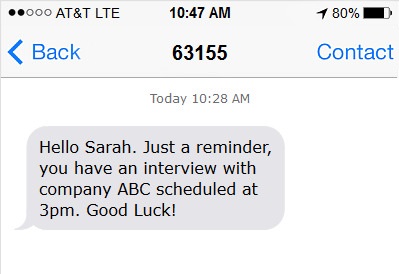 AT&T LTE 10:47 AM 80%
Back 63155 Contact
Today 10:28 AM
Hello Sarah. Just a reminder,
you have an interview with
company ABC scheduled at
3pm. Good Luck!